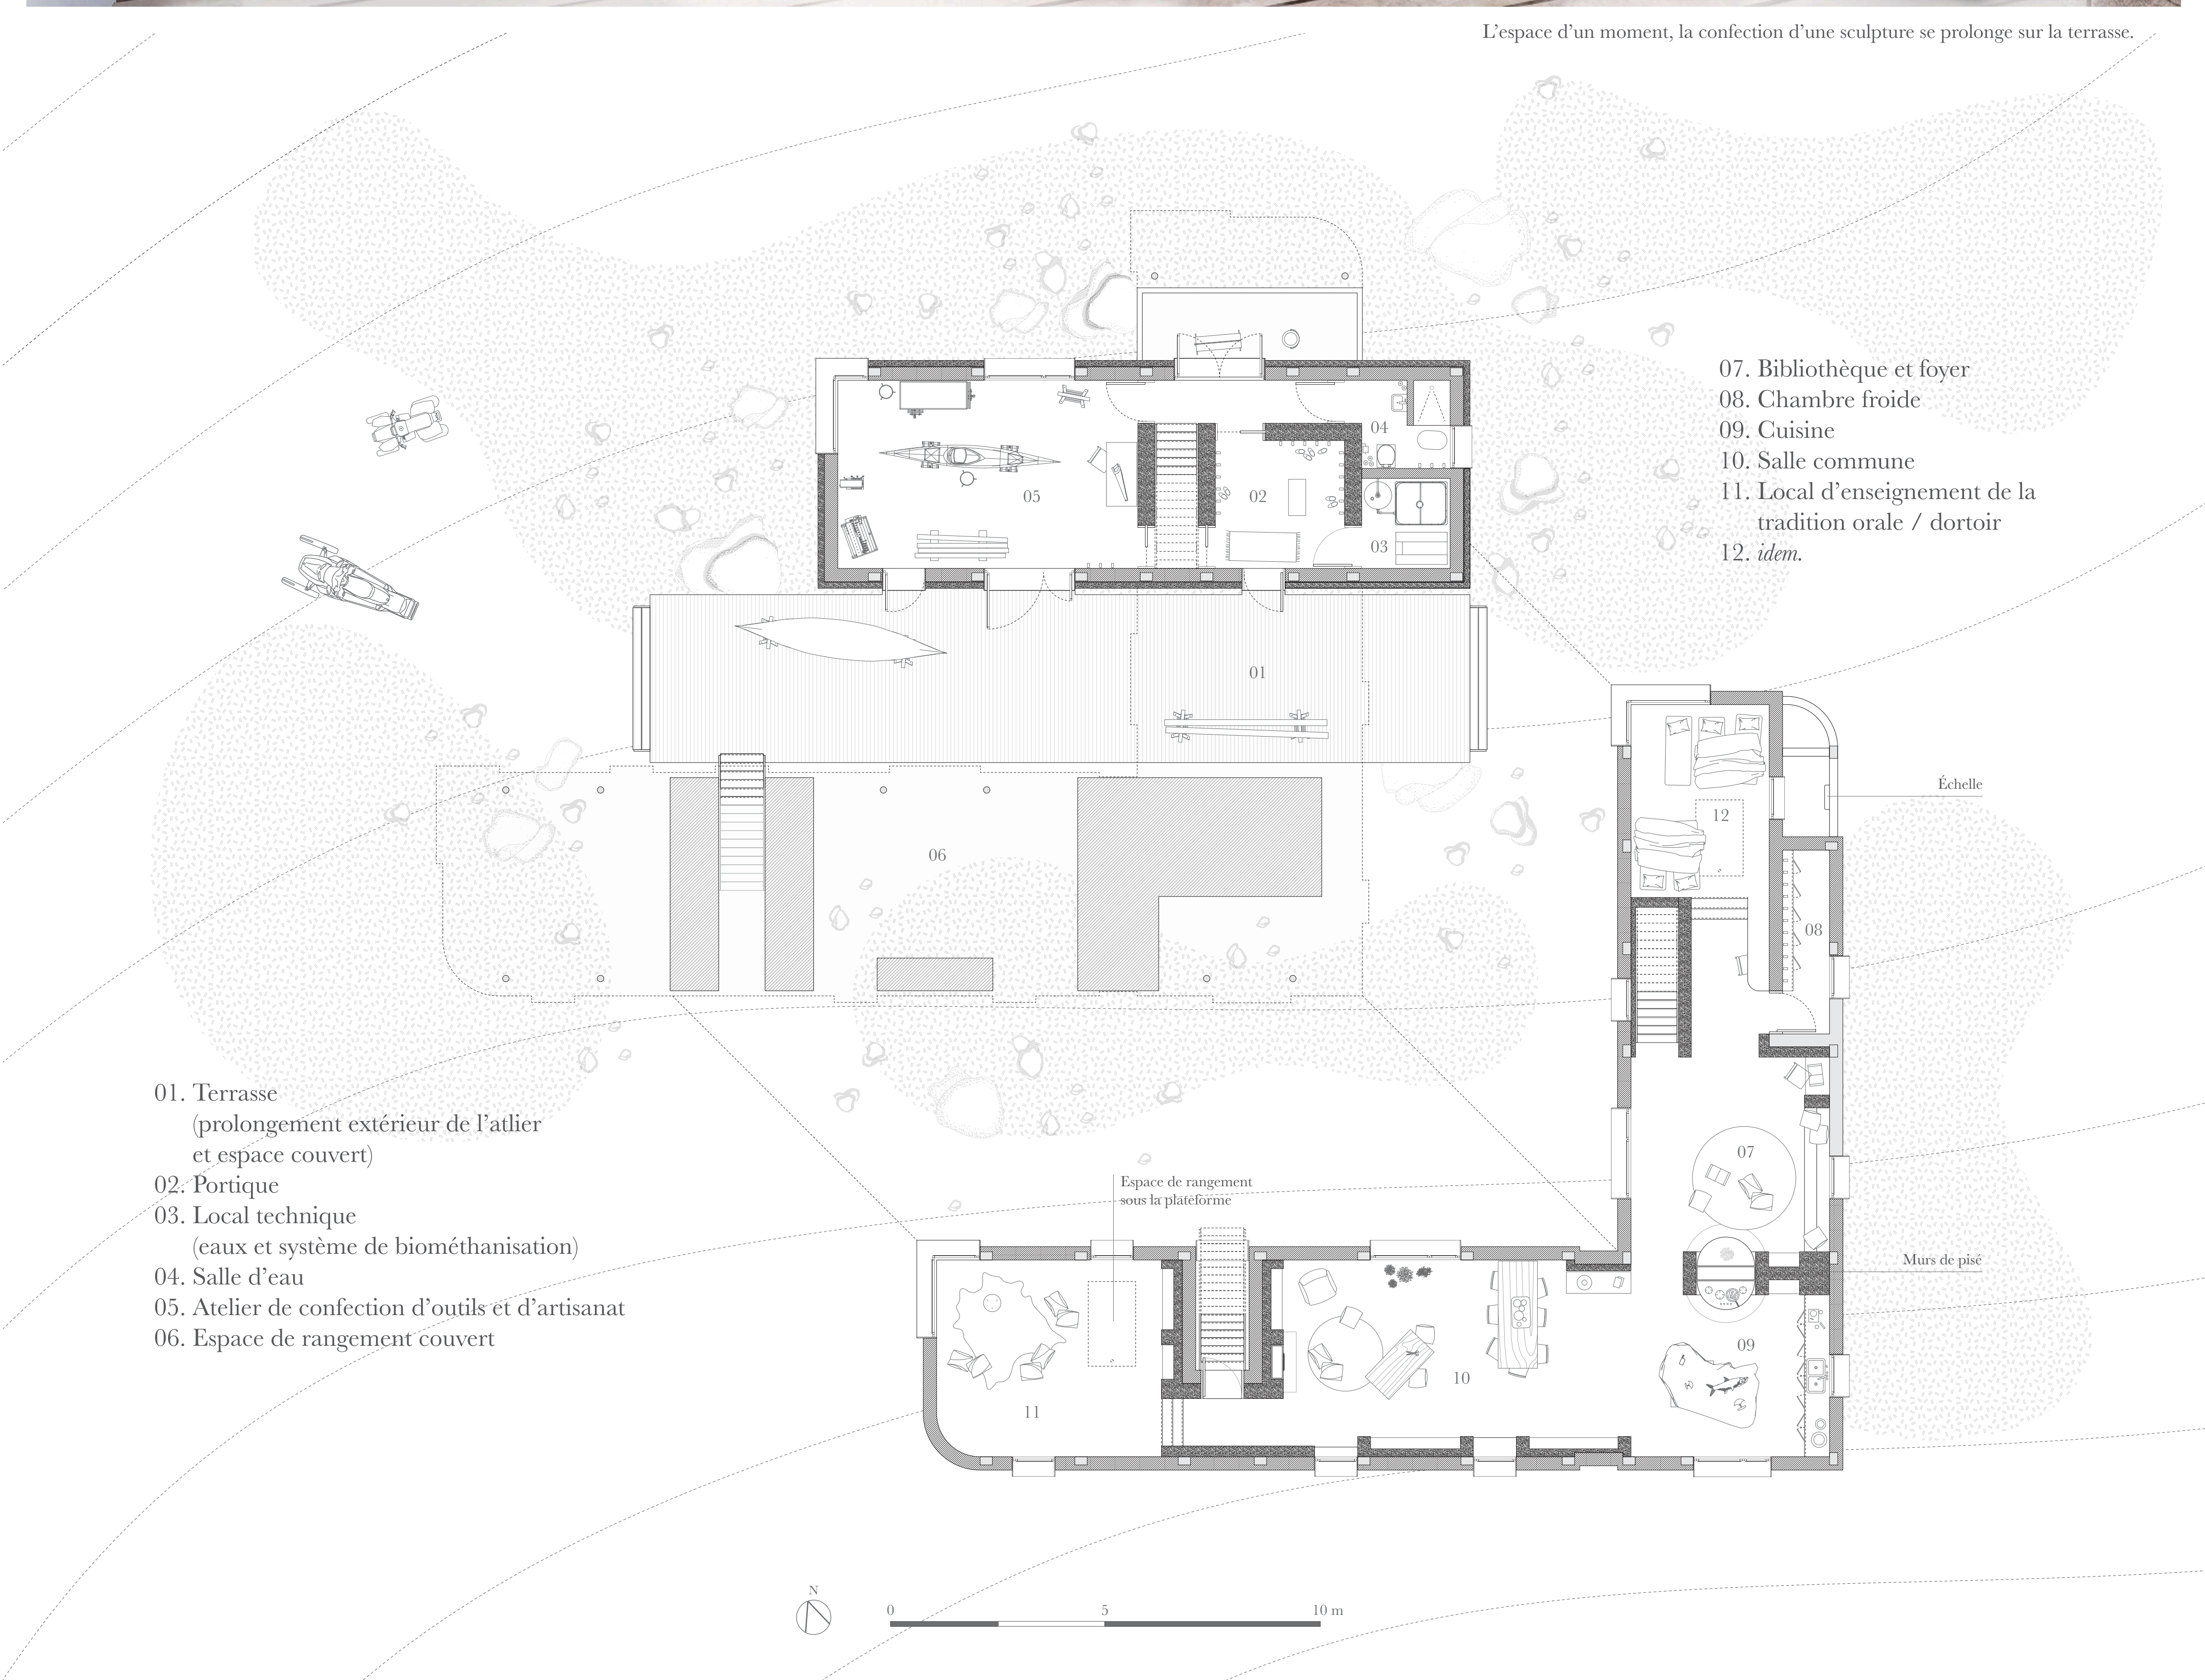 L'espace d'un moment, la confection d'une sculpture se prolonge sur la terrasse.
07. Bibliothèque et foyer
08. Chambre froide
09. Cuisine
10. Salle commune
11. Local d'enseignement de la
tradition orale / dortoir
12. idem.
04
05
02
03
01
Échelle
12
06
08
01. Terrasse
(prolongement extérieur de l'atlier
et espace couvert)
02. Portique
03. Local technique
(eaux et système de biométhanisation)
04. Salle d'eau
05. Atelier de confection d'outils et d'artisanat
06. Espace de rangement couvert
07
Espace de rangement
sous la plateforme
Murs de pisé
09
10
11
N
0 5 10 m